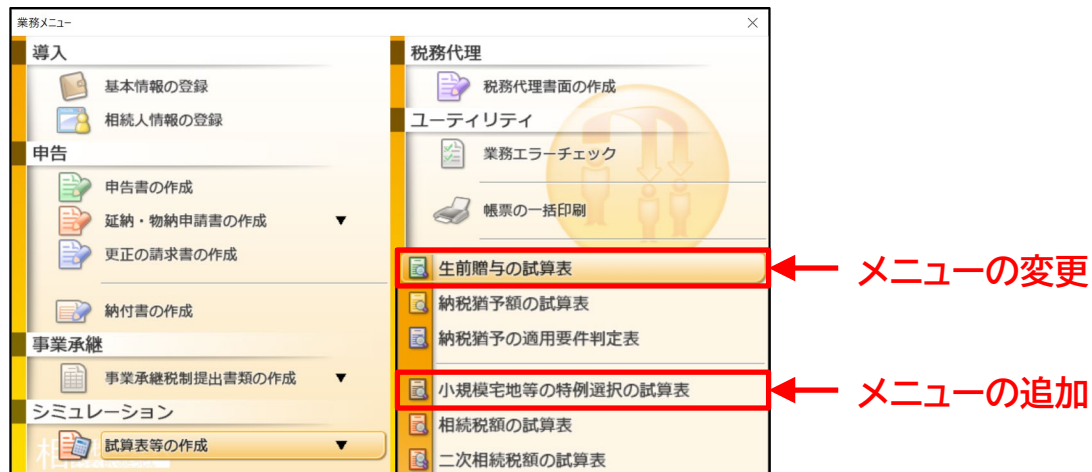 業務メニュー
導入
基本情報の登録
相続人情報の登録
申告
申告書の作成
延納・物納申請書の作成 ▼
更正の請求書の作成
納付書の作成
事業承継
事業承継税制提出書類の作成 ▼
シミュレーション
試算表等の作成 ▼
税務代理
税務代理書面の作成
ユーティリティ
業務エラーチェック
帳票の一括印刷
生前贈与の試算表
納税猶予額の試算表
納税猶予の適用要件判定表
小規模宅地等の特例選択の試算表
相続税額の試算表
二次相続税額の試算表
メニューの変更
メニューの追加